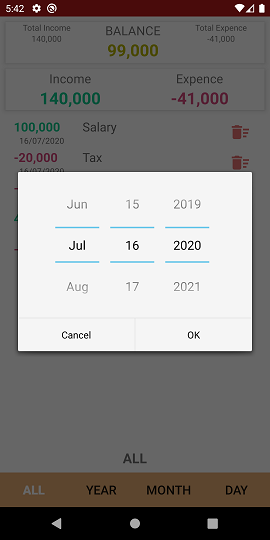 5:42
Total Income
BALANCE
Total Expence
140,000
99,000
-41,000
Income
Expence
140,000
-41,000
100,000
Salary
16/07/2020
-20,000
Tax
16/07/2020
Jun
15
2019
Jul
16
2020
Aug
17
2021
Cancel
OK
ALL
ALL
YEAR
MONTH
DAY